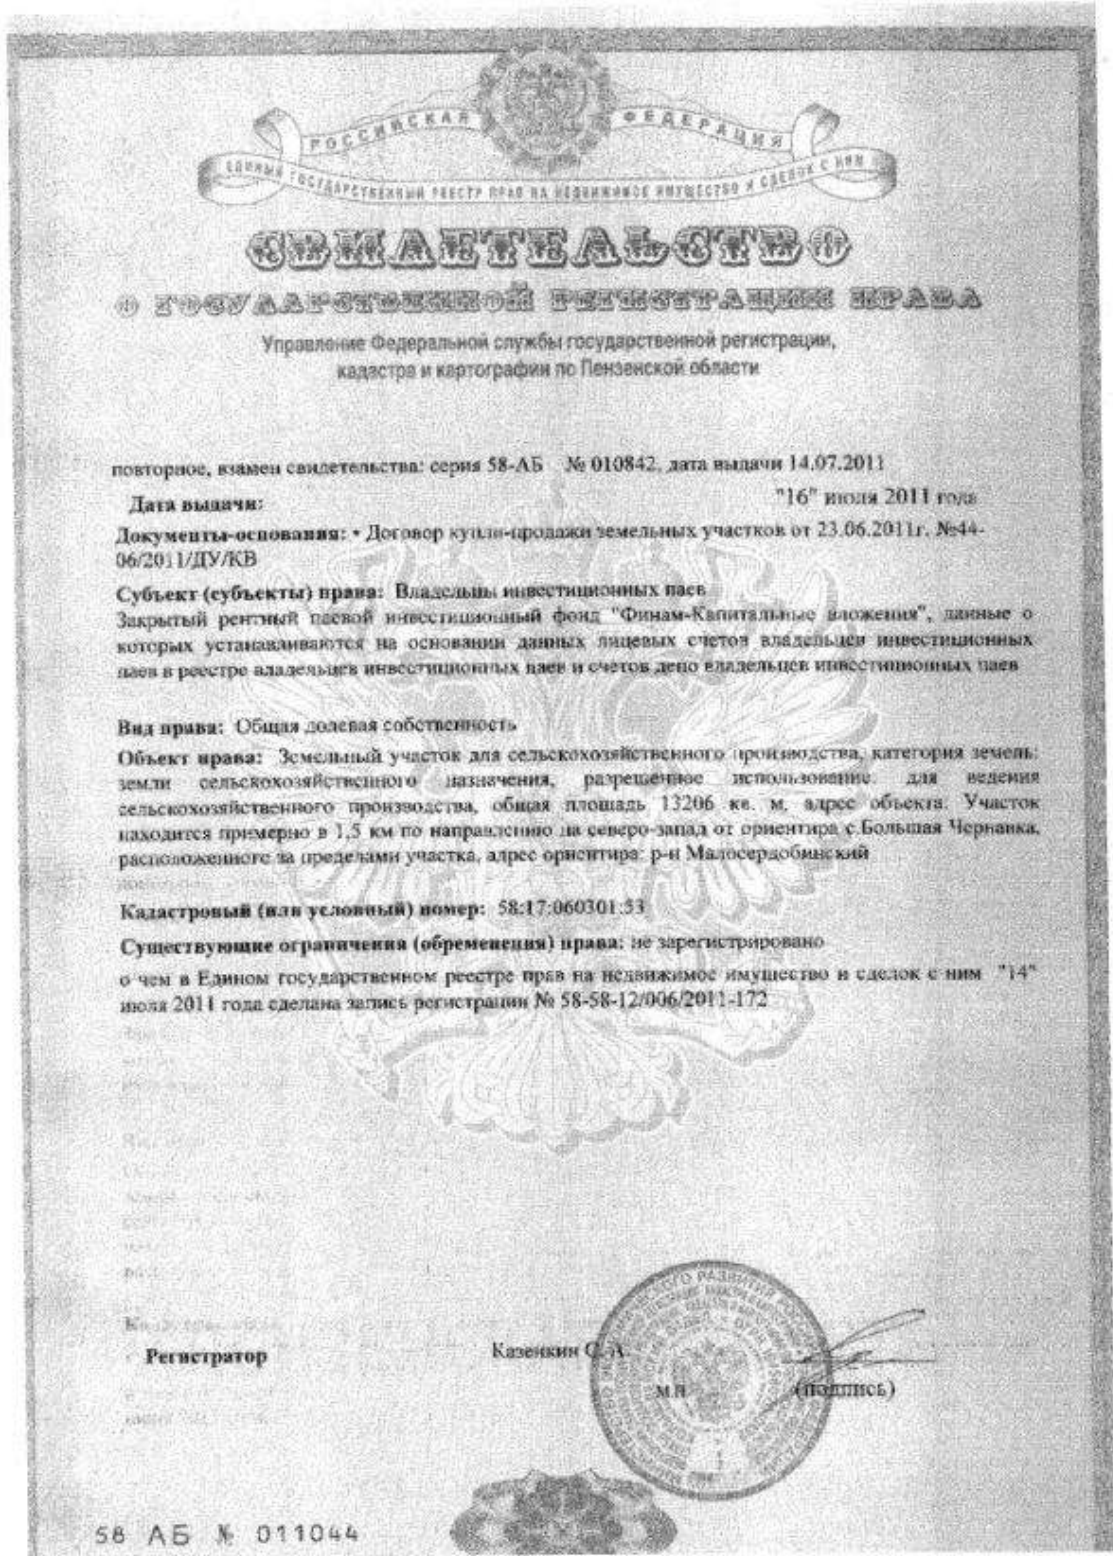 РОССИЙСКАЯ ФЕДЕРАЦИЯ
ЕДИНЫЙ ГОСУДАРСТВЕННЫЙ РЕЕСТР ПРАВ НА НЕДВИЖИМОЕ ИМУЩЕСТВО И СДЕЛОК С НИМ
СВИДЕТЕЛЬСТВО
О ГОСУДАРСТВЕННОЙ РЕГИСТРАЦИИ ПРАВА
Управление Федеральной службы государственной регистрации,
кадастра и картографии по Пензенской области
повторное, взамен свидетельства: серия 58-АБ № 010842, дата выдачи 14.07.2011
Дата выдачи: "16" июля 2011 года
Документы-основания: • Договор купли-продажи земельных участков от 23.06.2011г. №44-
06/2011/ДУ/КВ
Субъект (субъекты) права: Владельцы инвестиционных паев
Закрытый рентный паевой инвестиционный фонд "Финам-Капитальные вложения", данные о
которых устанавливаются на основании данных лицевых счетов владельцев инвестиционных
паев в реестре владельцев инвестиционных паев и счетов депо владельцев инвестиционных паев
Вид права: Общая долевая собственность
Объект права: Земельный участок для сельскохозяйственного производства, категория земель:
земли сельскохозяйственного назначения, разрешенное использование: для ведения
сельскохозяйственного производства, общая площадь 13206 кв. м, адрес объекта: Участок
находится примерно в 1,5 км по направлению на северо-запад от ориентира с.Большая Чернавка,
расположенного за пределами участка, адрес ориентира: р-н Малосердобинский
Кадастровый (или условный) номер: 58:17:060301:53
Существующие ограничения (обременения) права: не зарегистрировано
о чем в Едином государственном реестре прав на недвижимое имущество и сделок с ним "14"
июля 2011 года сделана запись регистрации № 58-58-12/006/2011-172
Регистратор Казенкин С. А.
м.п. (подпись)
58 АБ № 011044